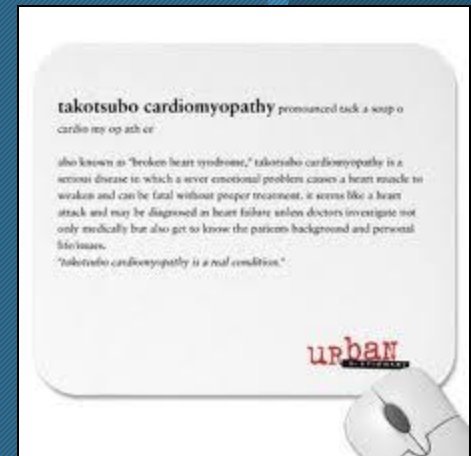 takotsubo cardiomyopathy pronounced tack a soup o
cardio my op ath ee
also known as "broken heart syndrome," takotsubo cardiomyopathy is a
serious disease in which a sever emotional problem causes a heart muscle to
weaken and can be fatal without proper treatment. it seems like a heart
attack and may be diagnosed as heart failure unless doctors investigate not
only medically but also get to know the patients background and personal
life/issues.
"takotsubo cardiomyopathy is a real condition."
urban
DICTIONARY